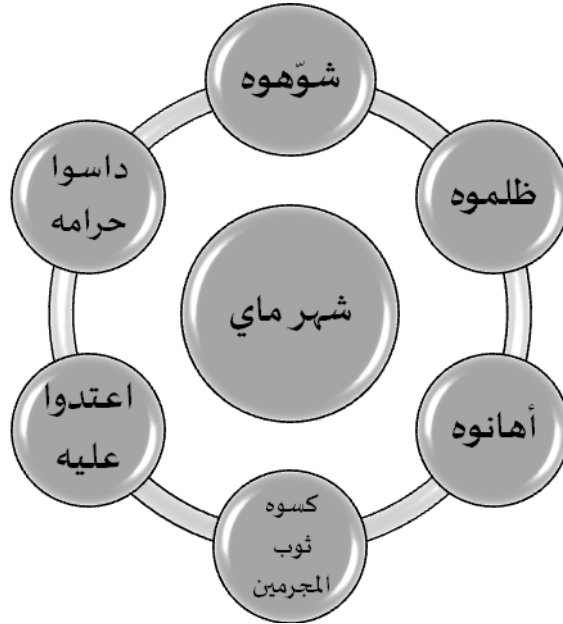 شوّهوه
ظلموه
أهانوه
كسوه
ثوب
المجرمين
اعتدوا
عليه
داسوا
حرامه
شهر ماي